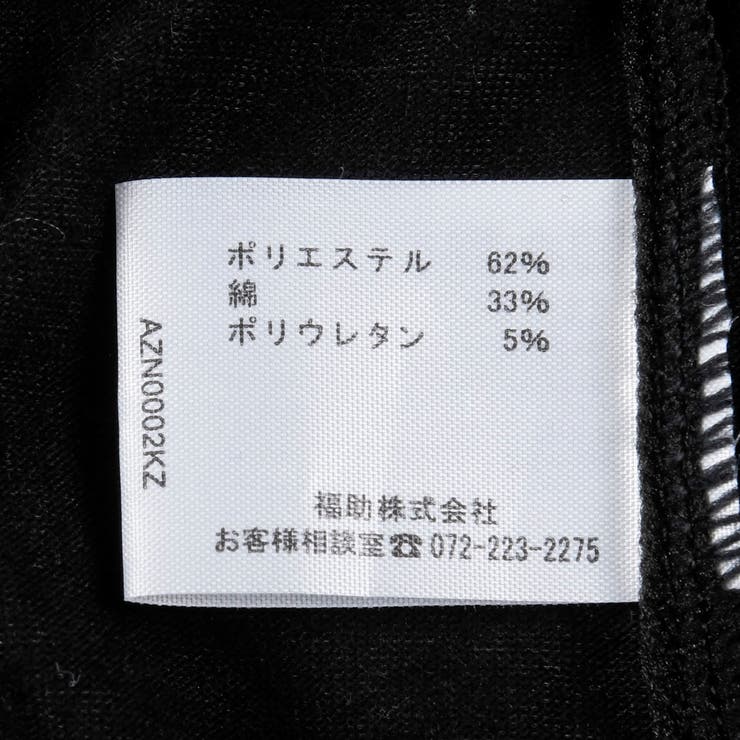 ポリエステル 62%
綿 33%
ポリウレタン 5%
AZN0002KZ
福助株式会社
お客様相談室☎072-223-2275